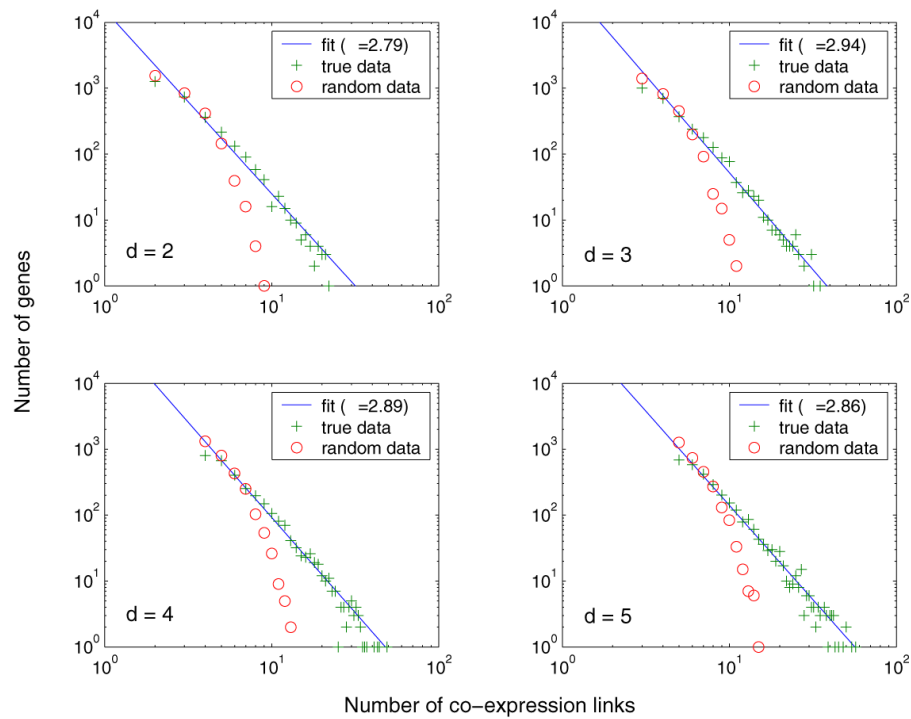 10^4
10^3
10^2
10^1
10^0
10^0
10^1
10^2
fit ( =2.79)
true data
random data
d = 2
10^4
10^3
10^2
10^1
10^0
10^0
10^1
10^2
fit ( =2.94)
true data
random data
d = 3
10^4
10^3
10^2
10^1
10^0
10^0
10^1
10^2
fit ( =2.89)
true data
random data
d = 4
10^4
10^3
10^2
10^1
10^0
10^0
10^1
10^2
fit ( =2.86)
true data
random data
d = 5
Number of genes
Number of co−expression links